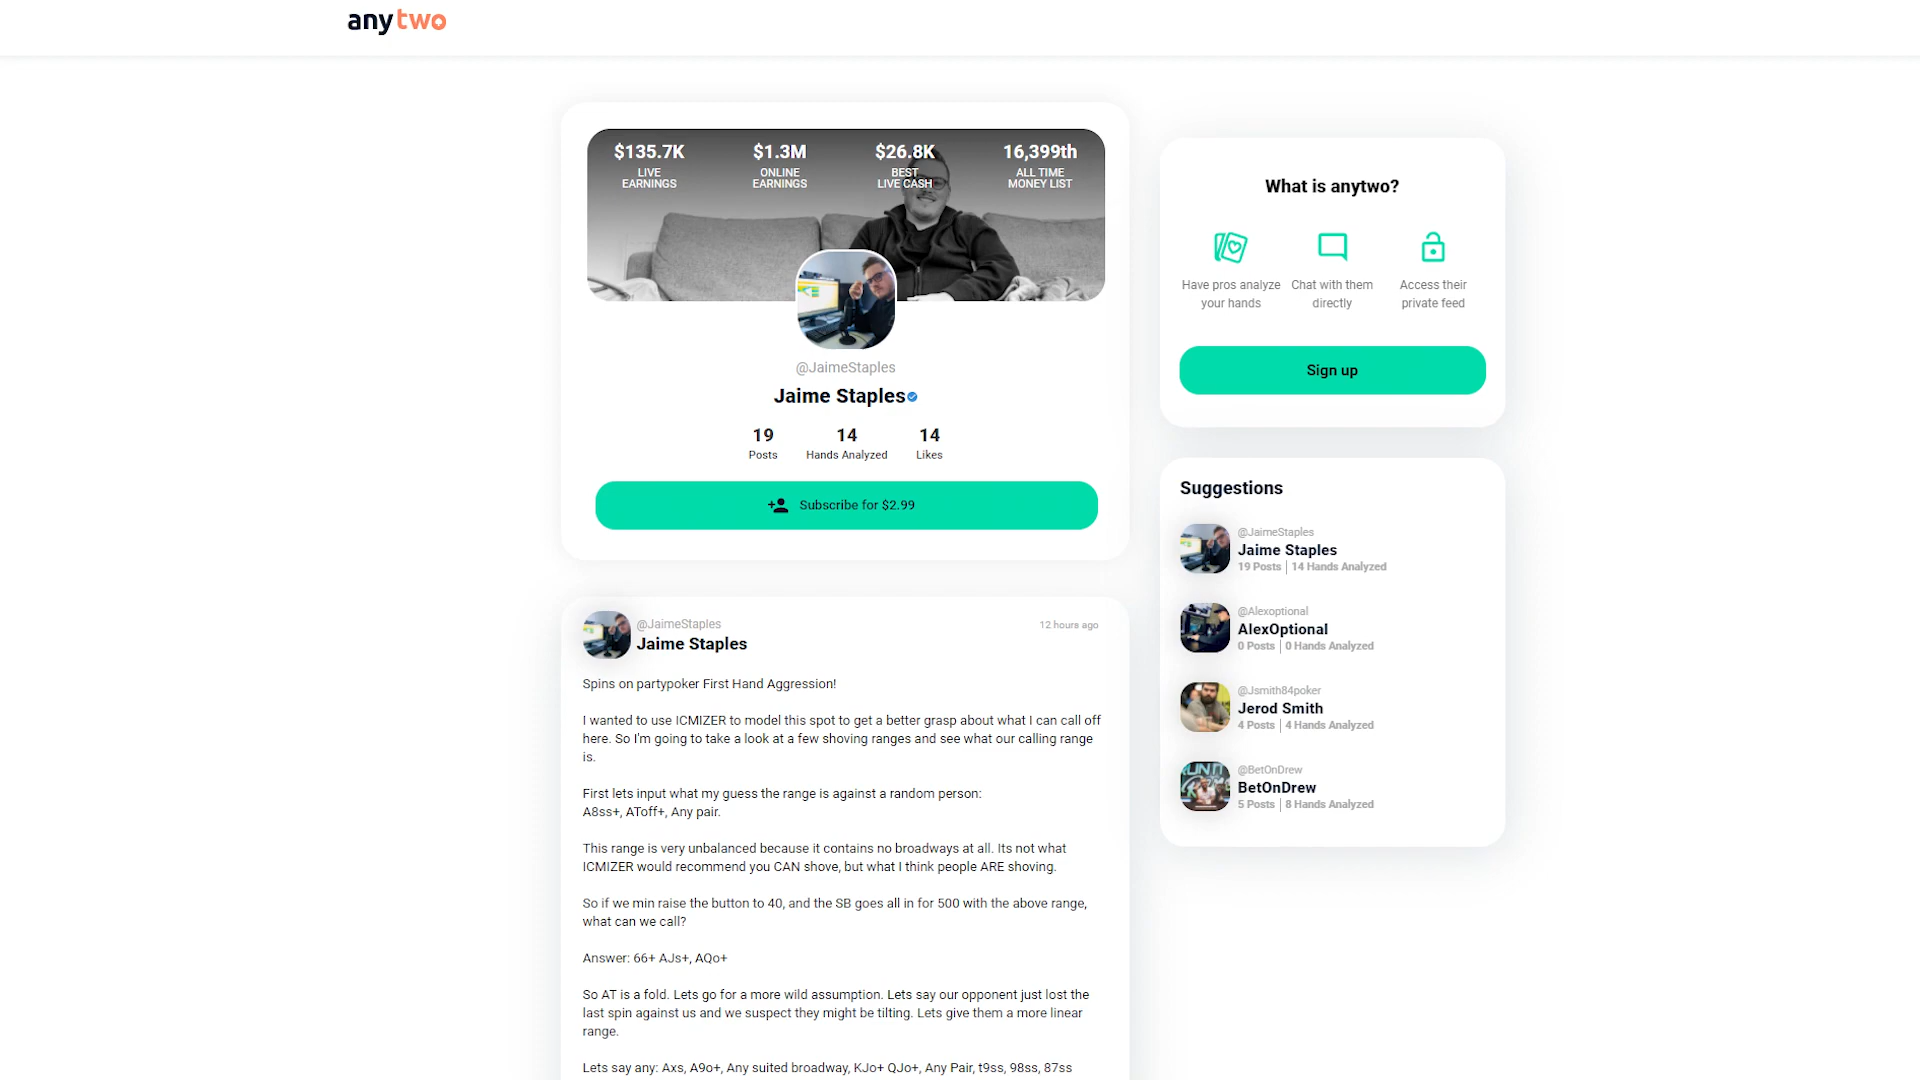 anytwo
$135.7K
LIVE
EARNINGS
$1.3M
ONLINE
EARNINGS
$26.8K
BEST
LIVE CASH
16,399th
ALL TIME
MONEY LIST
@JaimeStaples
Jaime Staples
19
Posts
14
Hands Analyzed
14
Likes
Subscribe for $2.99
@JaimeStaples
12 hours ago
Jaime Staples
Spins on partypoker First Hand Aggression!
I wanted to use ICMIZER to model this spot to get a better grasp about what I can call off
here. So I'm going to take a look at a few shoving ranges and see what our calling range
is.
First lets input what my guess the range is against a random person:
A8ss+, AToff+, Any pair.
This range is very unbalanced because it contains no broadways at all. Its not what
ICMIZER would recommend you CAN shove, but what I think people ARE shoving.
So if we min raise the button to 40, and the SB goes all in for 500 with the above range,
what can we call?
Answer: 66+ AJs+, AQo+
So AT is a fold. Lets go for a more wild assumption. Lets say our opponent just lost the
last spin against us and we suspect they might be tilting. Lets give them a more linear
range.
Lets say any: Axs, A9o+, Any suited broadway, KJo+ QJo+, Any Pair, t9ss, 98ss, 87ss
What is anytwo?
Have pros analyze
your hands
Chat with them
directly
Access their
private feed
Sign up
Suggestions
@JaimeStaples
Jaime Staples
19 Posts | 14 Hands Analyzed
@Alexoptional
AlexOptional
0 Posts | 0 Hands Analyzed
@Jsmith84poker
Jerod Smith
4 Posts | 4 Hands Analyzed
@BetOnDrew
BetOnDrew
5 Posts | 8 Hands Analyzed